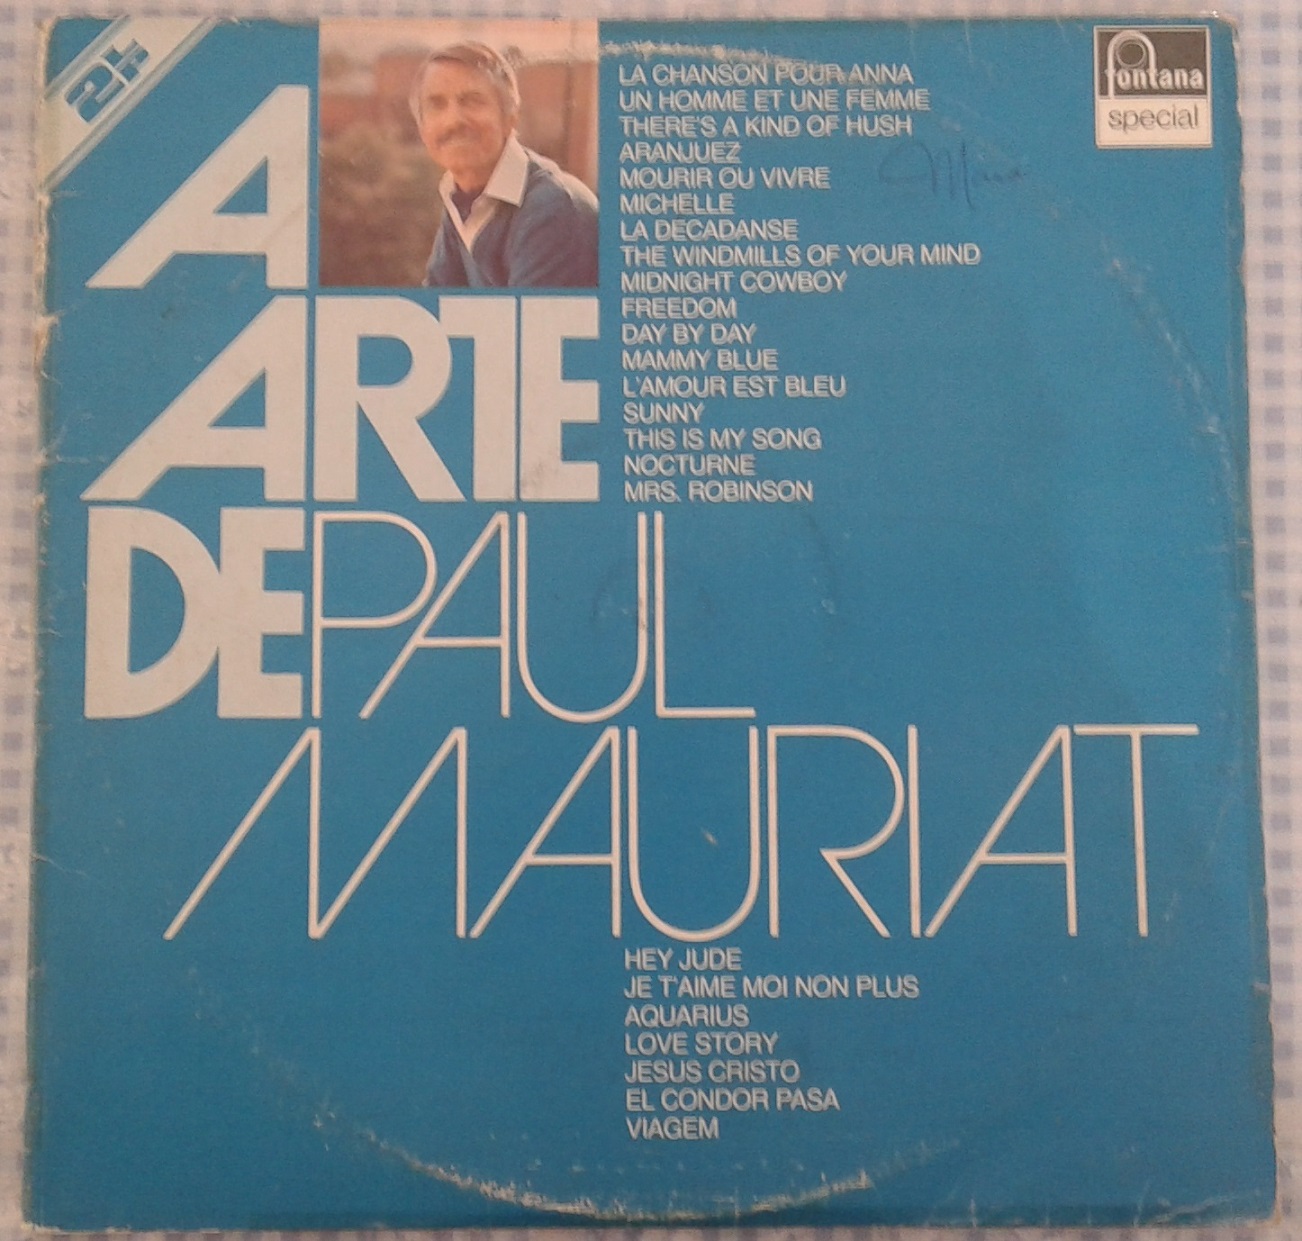 2
A
ARTE
DE PAUL
MAURIAT
LA CHANSON POUR ANNA
UN HOMME ET UNE FEMME
THERE'S A KIND OF HUSH
ARANJUEZ
MOURIR OU VIVRE
MICHELLE
LA DECADANSE
THE WINDMILLS OF YOUR MIND
MIDNIGHT COWBOY
FREEDOM
DAY BY DAY
MAMMY BLUE
L'AMOUR EST BLEU
SUNNY
THIS IS MY SONG
NOCTURNE
MRS. ROBINSON
fontana
special
HEY JUDE
JE T'AIME MOI NON PLUS
AQUARIUS
LOVE STORY
JESUS CRISTO
EL CONDOR PASA
VIAGEM